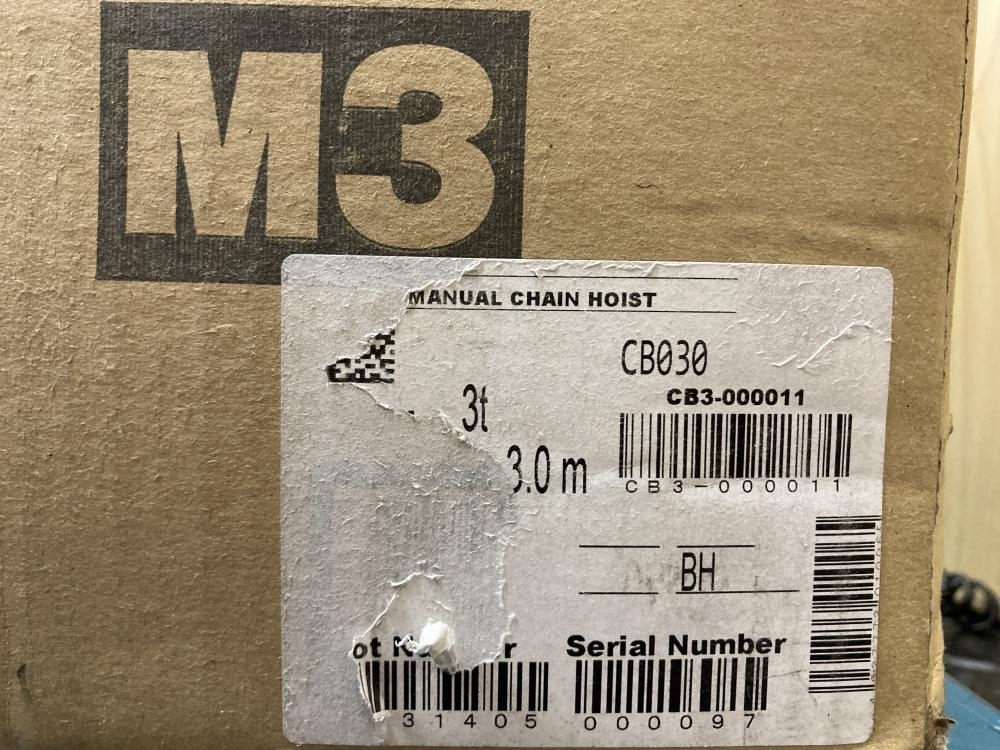 M3
MANUAL CHAIN HOIST
CB030
CB3-000011
3t
3.0 m
CB3-000011
BH
Serial Number
31405
000097